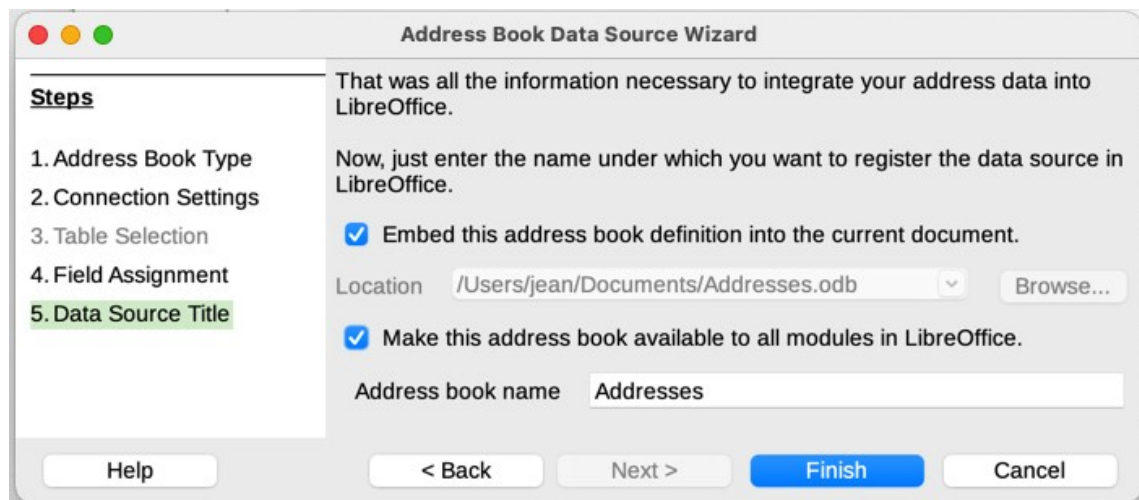 Address Book Data Source Wizard
Steps
1. Address Book Type
2. Connection Settings
3. Table Selection
4. Field Assignment
5. Data Source Title
That was all the information necessary to integrate your address data into
LibreOffice.
Now, just enter the name under which you want to register the data source in
LibreOffice.
Embed this address book definition into the current document.
Location /Users/jean/Documents/Addresses.odb Browse...
Make this address book available to all modules in LibreOffice.
Address book name Addresses
Help < Back Next > Finish Cancel